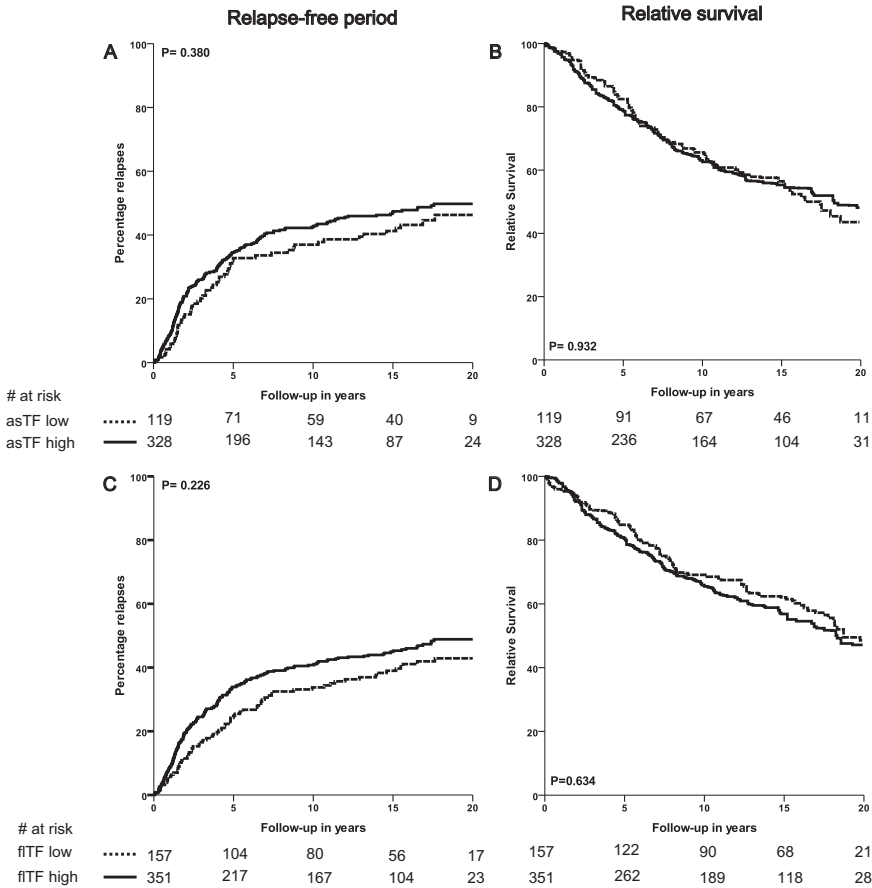 Relapse-free period Relative survival
A B
P= 0.380
100 80 60 40 20 0
Percentage relapses
0 5 10 15 20
Follow-up in years
100 80 60 40 20 0
Relative Survival
P= 0.932
0 5 10 15 20
Follow-up in years
# at risk
asTF low 119 71 59 40 9 119 91 67 46 11
asTF high 328 196 143 87 24 328 236 164 104 31
C D
P= 0.226
100 80 60 40 20 0
Percentage relapses
0 5 10 15 20
Follow-up in years
100 80 60 40 20 0
Relative Survival
P=0.634
0 5 10 15 20
Follow-up in years
# at risk
flTF low 157 104 80 56 17 157 122 90 68 21
flTF high 351 217 167 104 23 351 262 189 118 28